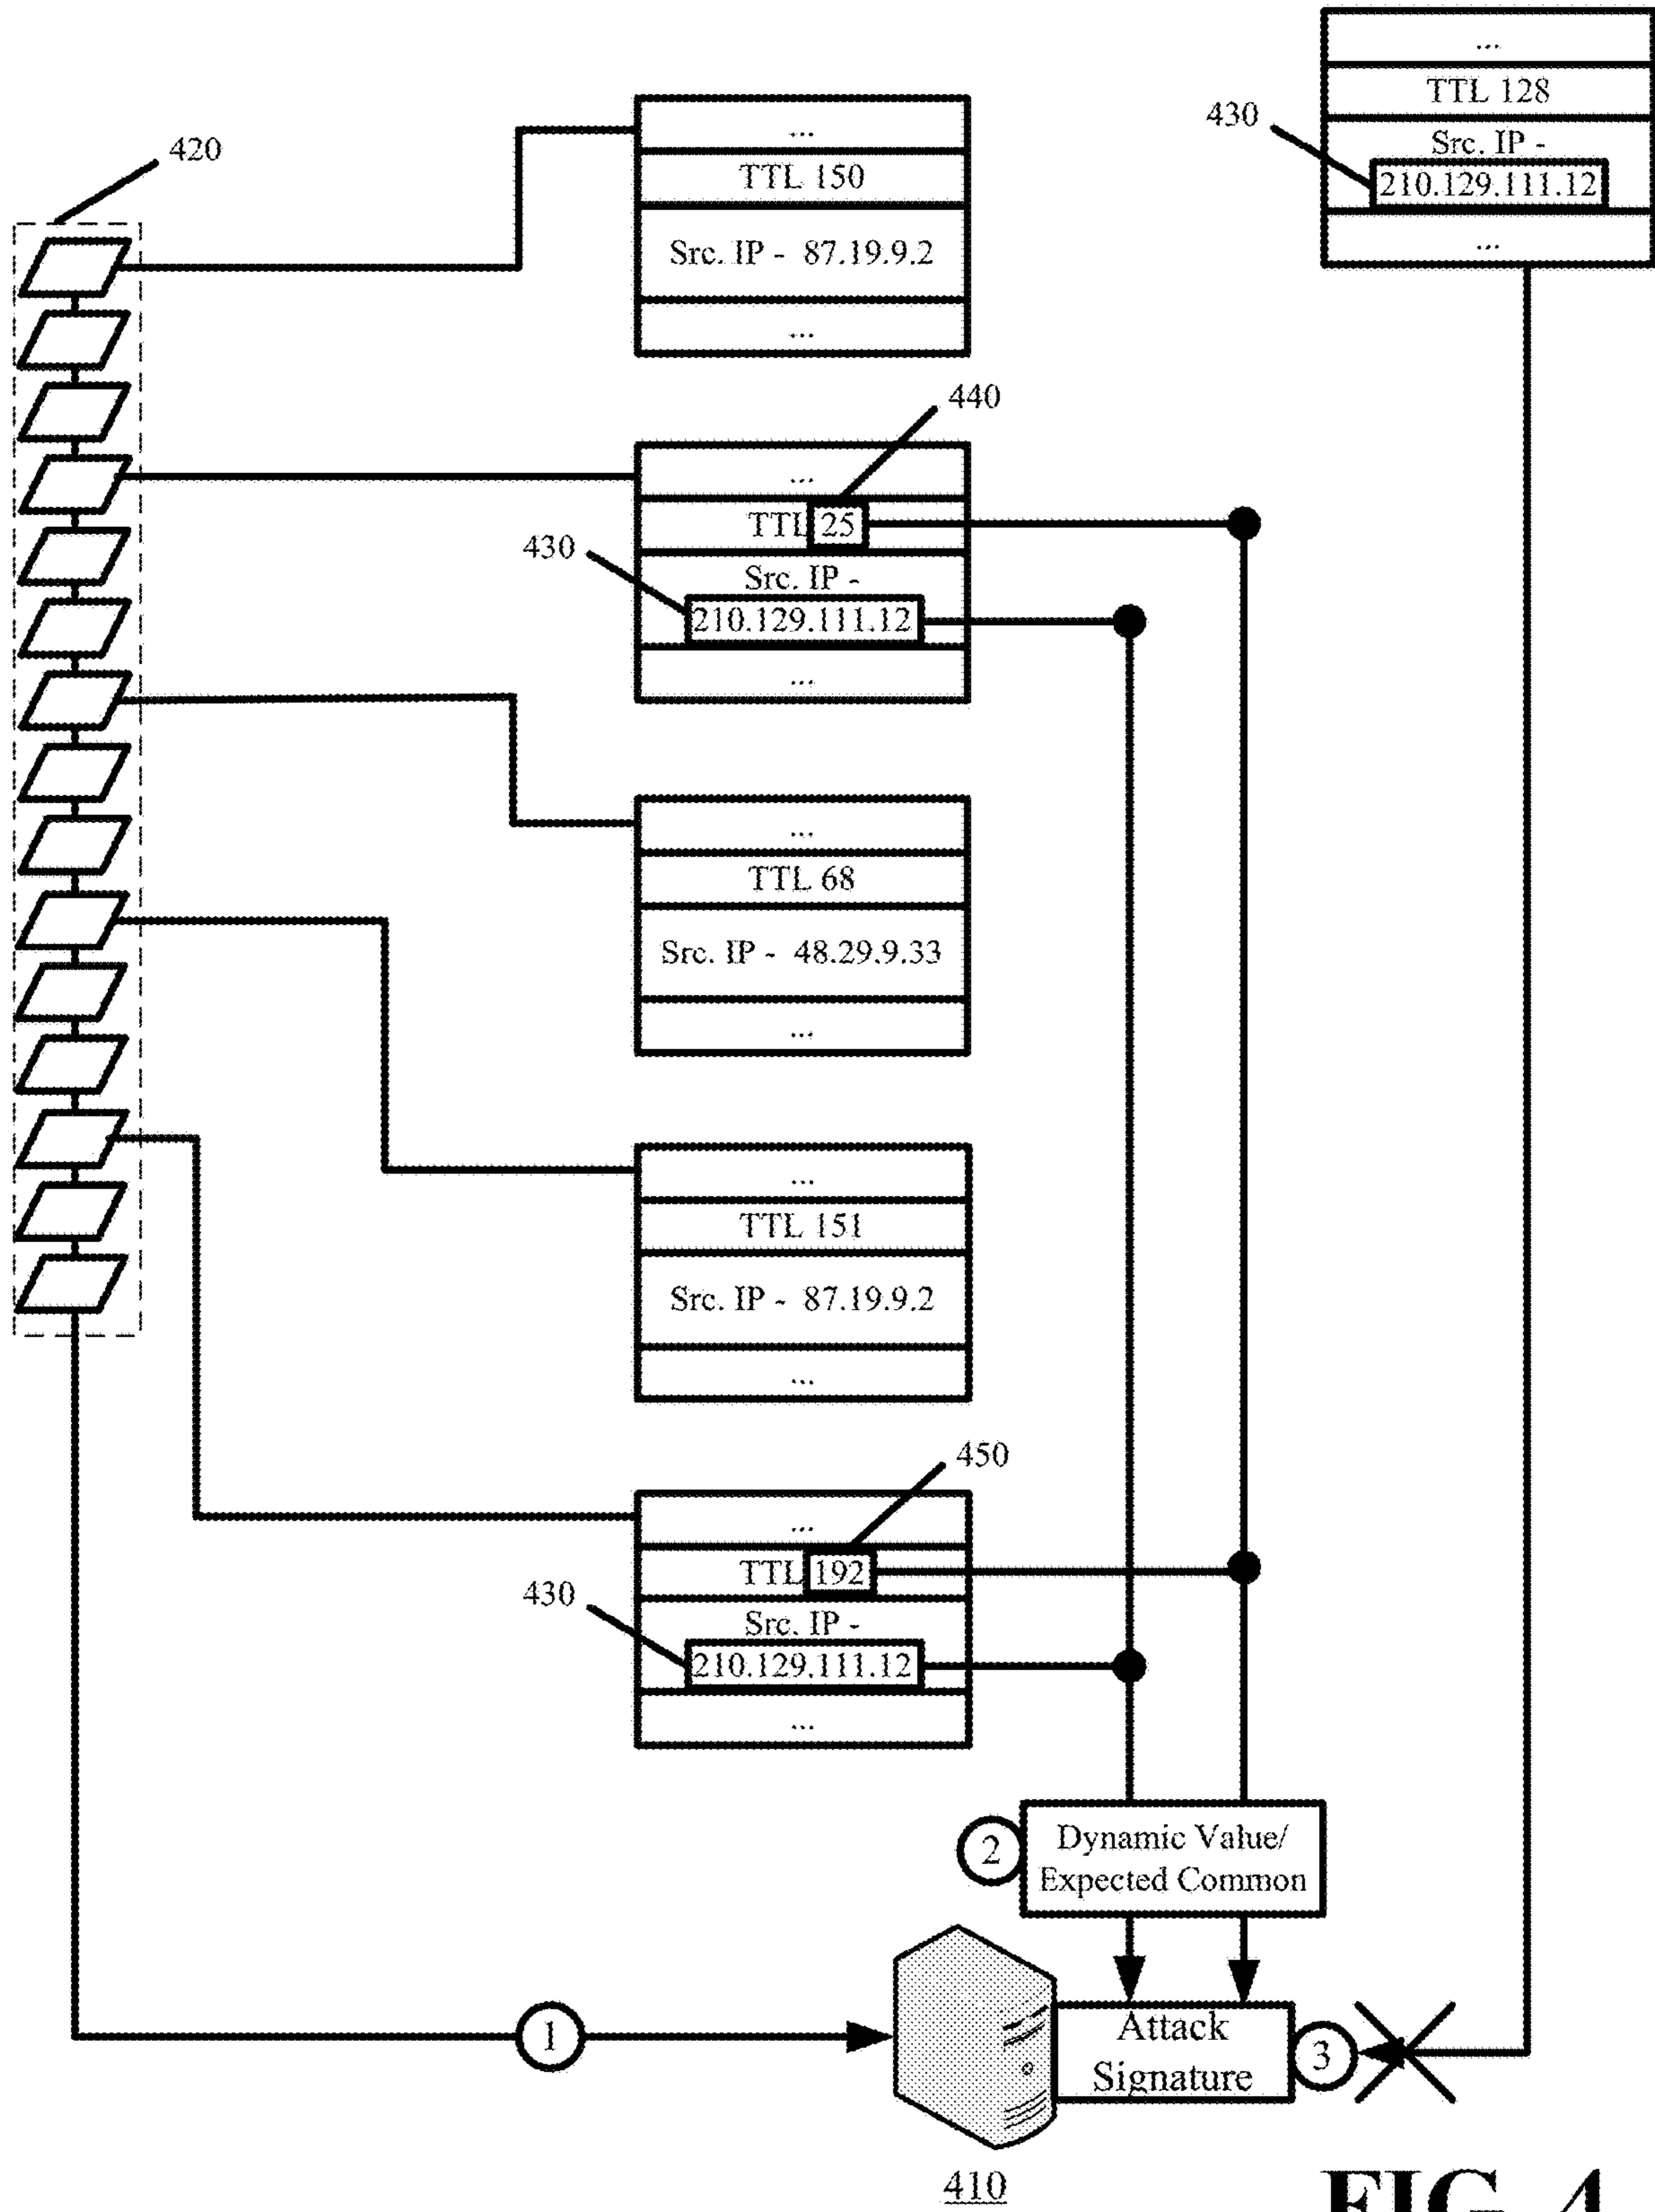 ...
TTL 128
430
Src. IP -
210.129.111.12
...
420
...
TTL 150
Src. IP - 87.19.9.2
...
440
...
TTL 25
430
Src. IP -
210.129.111.12
...
...
TTL 68
Src. IP - 48.29.9.33
...
...
TTL 151
Src. IP - 87.19.9.2
...
450
...
TTL 192
430
Src. IP -
210.129.111.12
...
2
Dynamic Value/
Expected Common
1
Attack
Signature
3
410
FIG. 4